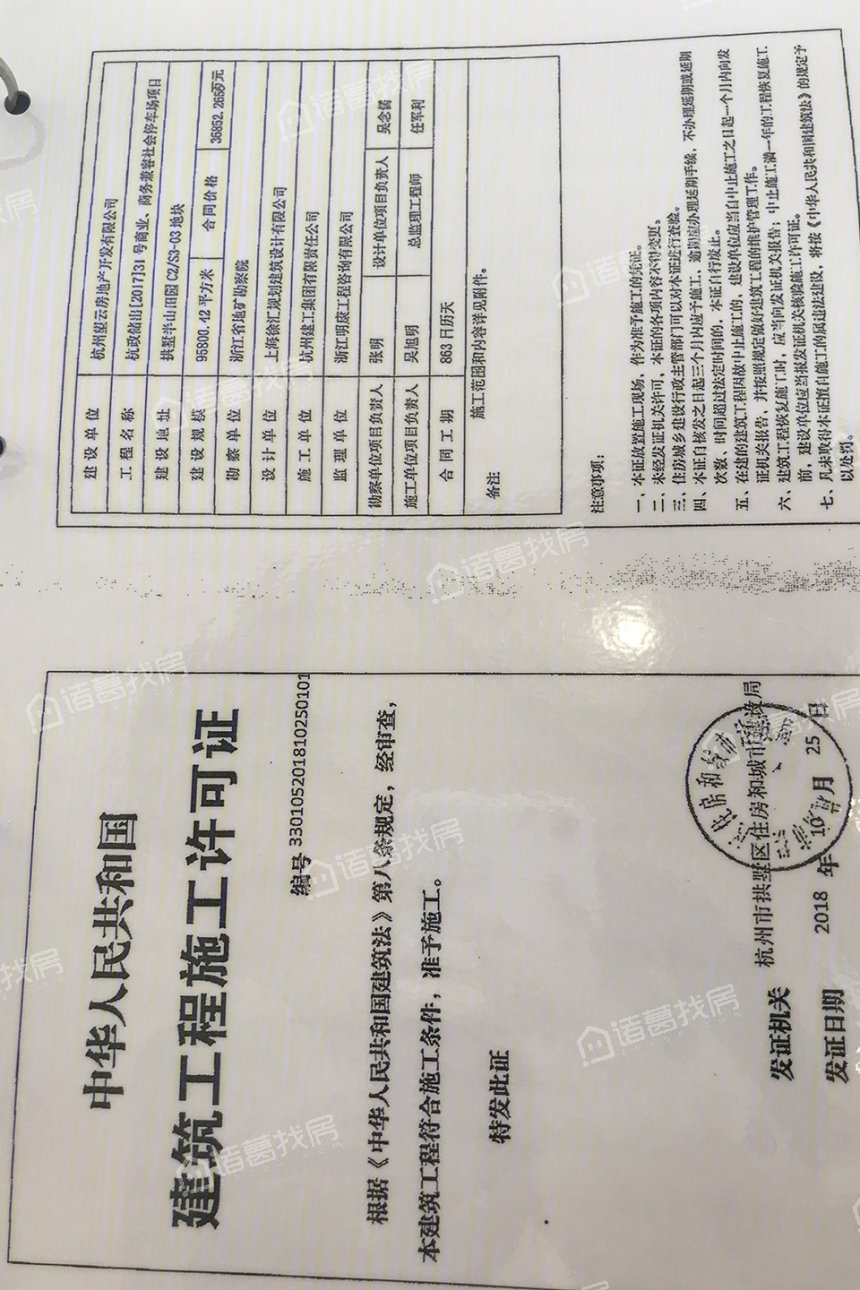 中华人民共和国
建筑工程施工许可证
编号 330105201810250101
根据《中华人民共和国建筑法》第八条规定，经审查，
本建筑工程符合施工条件，准予施工。
特发此证
发证机关 杭州市拱墅区住房和城市建设局
发证日期 2018 年 10 月 25 日
建设单位 杭州望云房地产开发有限公司
工程名称 杭政储出[2017]31号商业、商务兼容社会停车场项目
建设地址 拱墅半山田园C2/S3-03地块
建设规模 95800.42平方米 合同价格 36852.265万元
勘察单位 浙江省地矿勘察院
设计单位 上海徐汇规划建筑设计有限公司
施工单位 杭州建工集团有限责任公司
监理单位 浙江明康工程咨询有限公司
勘察单位项目负责人 张明 设计单位项目负责人 吴念儒
施工单位项目负责人 吴旭明 总监理工程师 任军利
合同工期 863日历天
备注 施工范围和内容详见附件。
注意事项：
一、本证放置施工现场，作为准予施工的凭证。
二、未经发证机关许可，本证的各项内容不得变更。
三、住房城乡建设行政主管部门可以对本证进行查验。
四、本证自核发之日起三个月内应予施工，逾期应办理延期手续，不办理延期或延期
次数、时间超过法定时间的，本证自行废止。
五、在建的建筑工程因故中止施工的，建设单位应当自中止施工之日起一个月内向发
证机关报告，并按照规定做好建筑工程的维护管理工作。
六、建筑工程恢复施工时，应当向发证机关报告；中止施工满一年的工程恢复施工
前，建设单位应当报发证机关核验施工许可证。
七、凡未取得本证擅自施工的属违法建设，将按《中华人民共和国建筑法》的规定予
以处罚。
诸葛找房